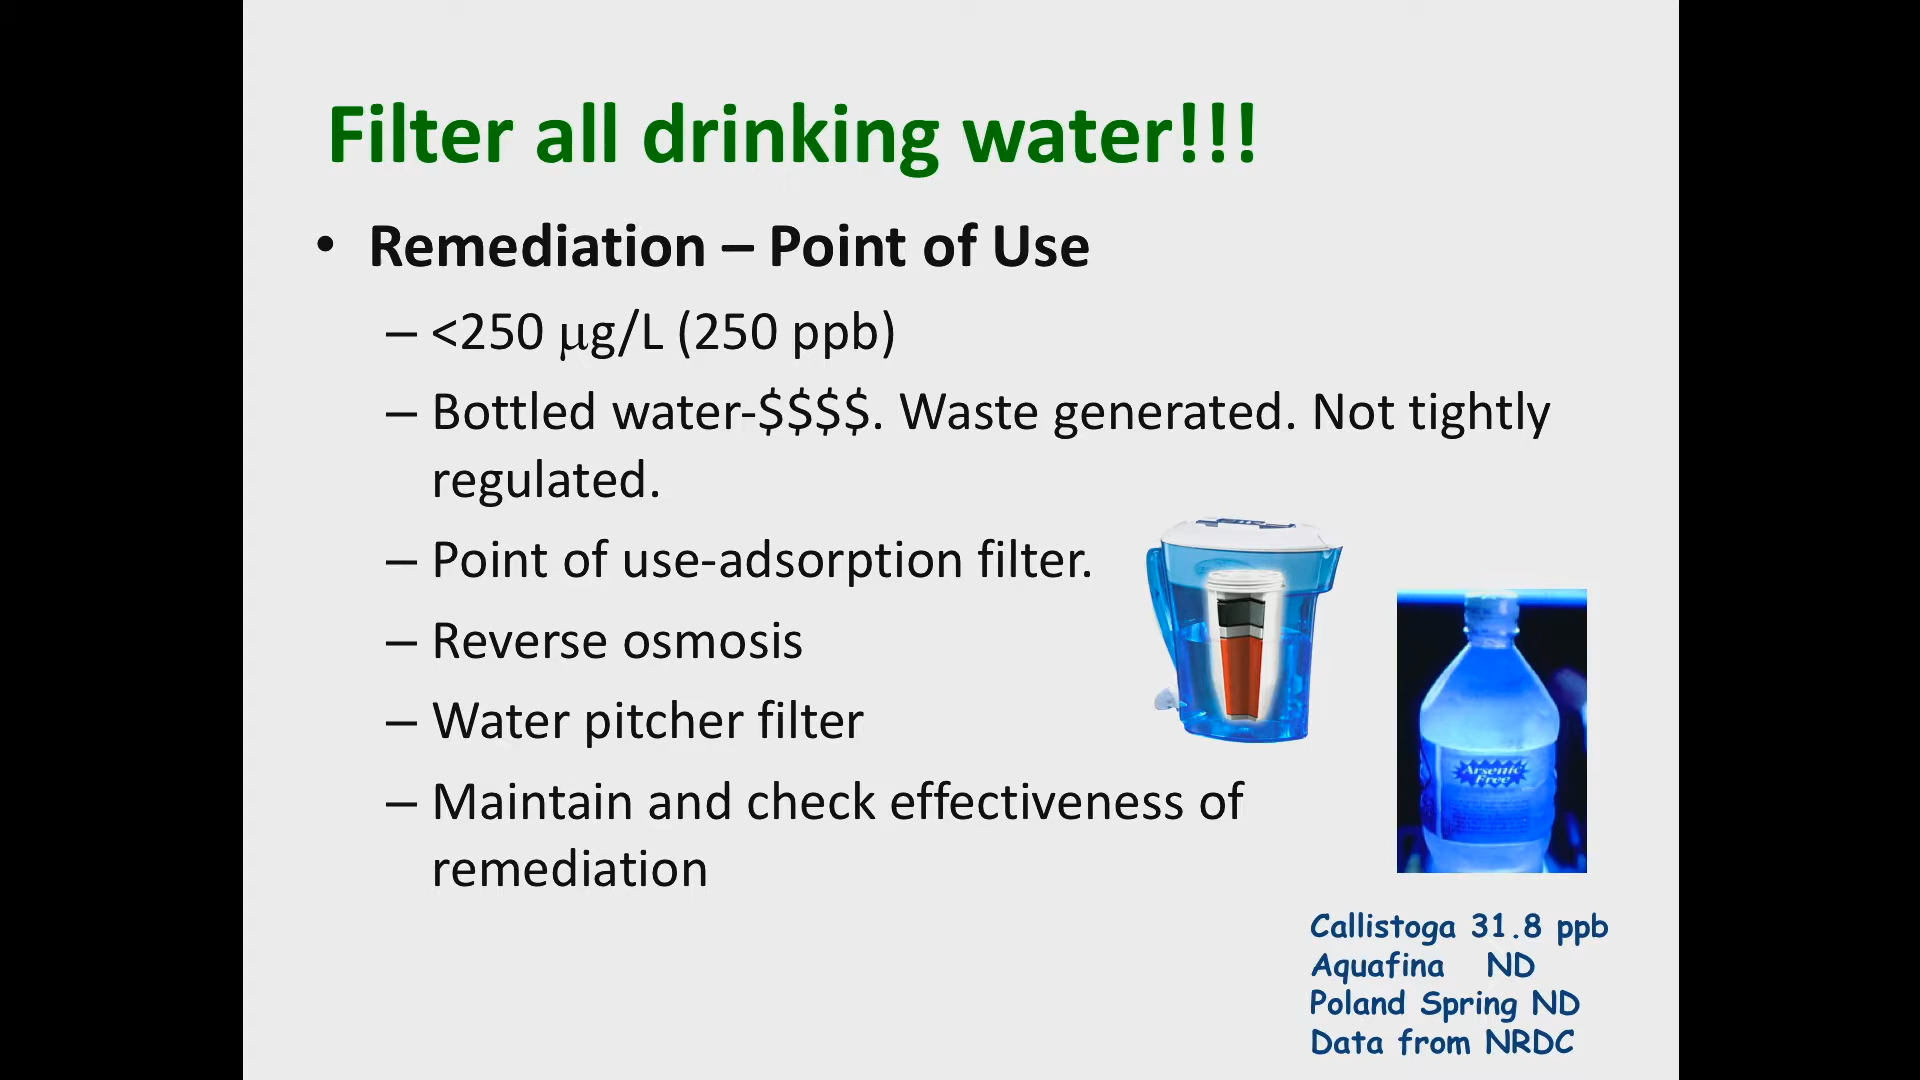 Filter all drinking water!!!
• Remediation – Point of Use
– <250 μg/L (250 ppb)
– Bottled water-$$$$. Waste generated. Not tightly
regulated.
– Point of use-adsorption filter.
– Reverse osmosis
– Water pitcher filter
– Maintain and check effectiveness of
remediation
Arsenic
Free
Callistoga 31.8 ppb
Aquafina ND
Poland Spring ND
Data from NRDC